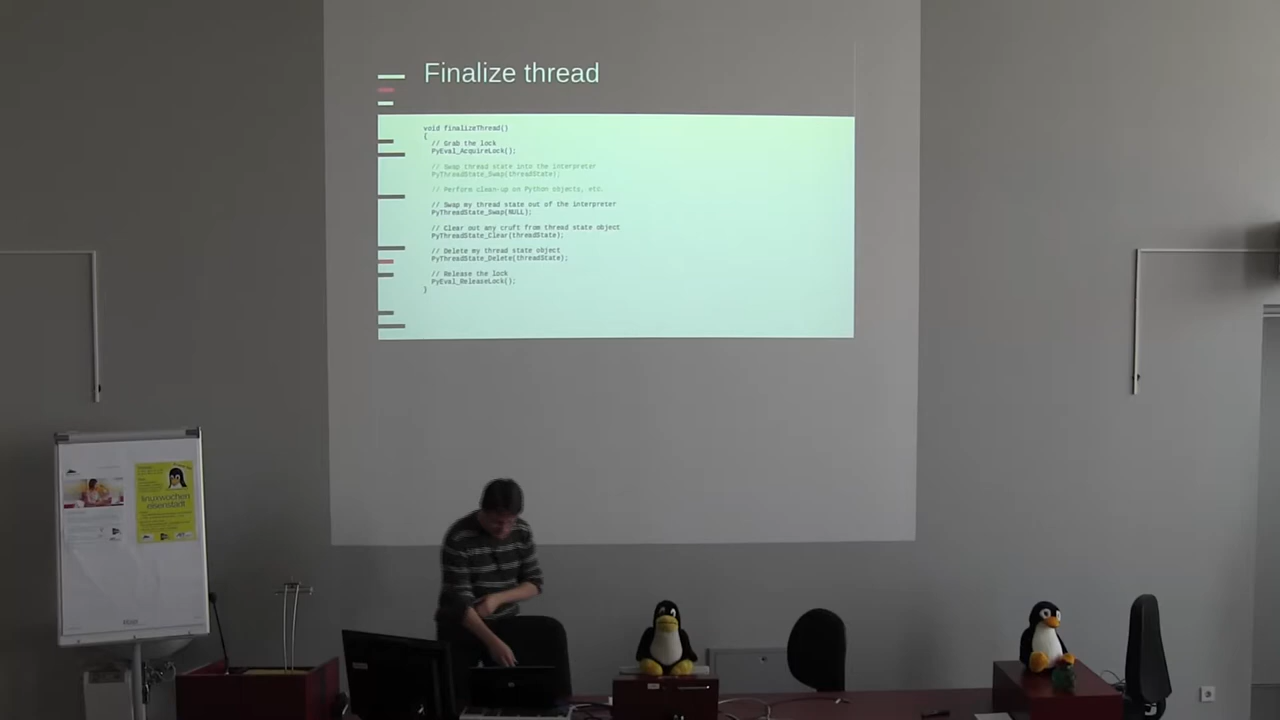 Finalize thread
void finalizeThread()
{
// Grab the lock
PyEval_AcquireLock();
// Swap thread state into the interpreter
PyThreadState_Swap(threadState);
// Perform clean-up on Python objects, etc.
// Swap my thread state out of the interpreter
PyThreadState_Swap(NULL);
// Clear out any cruft from thread state object
PyThreadState_Clear(threadState);
// Delete my thread state object
PyThreadState_Delete(threadState);
// Release the lock
PyEval_ReleaseLock();
}
linuxwochen
eisenstadt